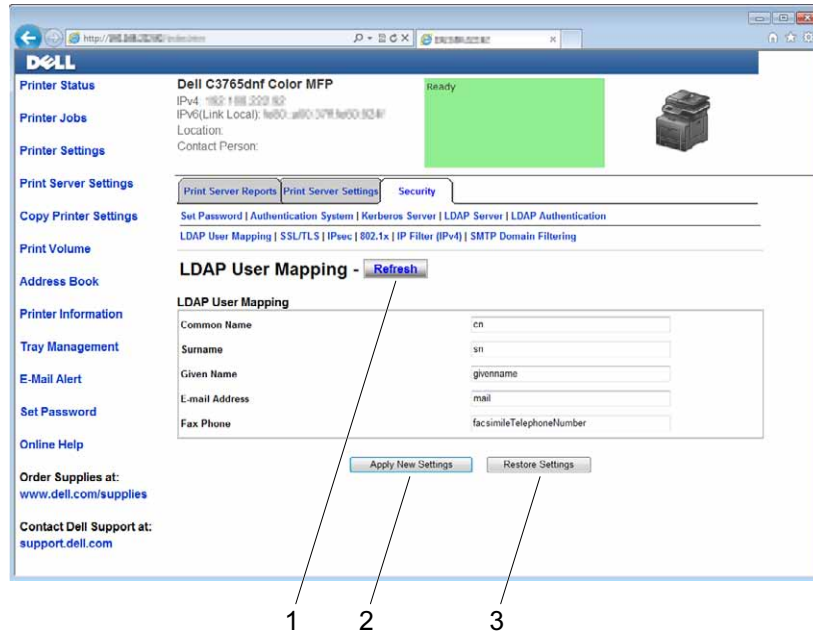 http://
DELL
Printer Status
Printer Jobs
Printer Settings
Print Server Settings
Copy Printer Settings
Print Volume
Address Book
Printer Information
Tray Management
E-Mail Alert
Set Password
Online Help
Order Supplies at:
www.dell.com/supplies
Contact Dell Support at:
support.dell.com
Dell C3765dnf Color MFP
IPv4:
IPv6(Link Local):
Location:
Contact Person:
Ready
Print Server Reports Print Server Settings Security
Set Password | Authentication System | Kerberos Server | LDAP Server | LDAP Authentication
LDAP User Mapping | SSL/TLS | IPsec | 802.1x | IP Filter (IPv4) | SMTP Domain Filtering
LDAP User Mapping - Refresh
LDAP User Mapping
Common Name cn
Surname sn
Given Name givenname
E-mail Address mail
Fax Phone facsimileTelephoneNumber
Apply New Settings Restore Settings
1 2 3